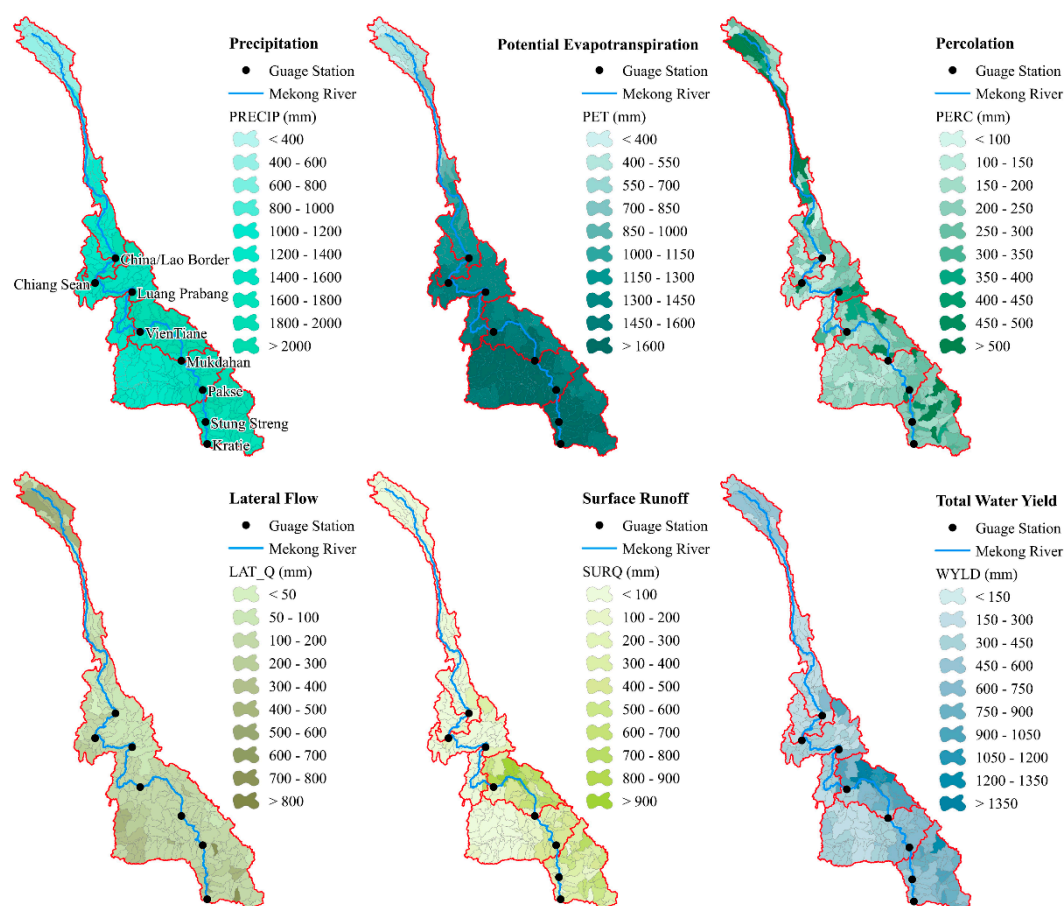 Precipitation
Guage Station
Mekong River
PRECIP (mm)
< 400
400 - 600
600 - 800
800 - 1000
1000 - 1200
1200 - 1400
1400 - 1600
1600 - 1800
1800 - 2000
> 2000
China/Lao Border
Chiang Sean
Luang Prabang
VienTiane
Mukdahan
Pakse
Stung Streng
Kratie
Potential Evapotranspiration
Guage Station
Mekong River
PET (mm)
< 400
400 - 550
550 - 700
700 - 850
850 - 1000
1000 - 1150
1150 - 1300
1300 - 1450
1450 - 1600
> 1600
Percolation
Guage Station
Mekong River
PERC (mm)
< 100
100 - 150
150 - 200
200 - 250
250 - 300
300 - 350
350 - 400
400 - 450
450 - 500
> 500
Lateral Flow
Guage Station
Mekong River
LAT_Q (mm)
< 50
50 - 100
100 - 200
200 - 300
300 - 400
400 - 500
500 - 600
600 - 700
700 - 800
> 800
Surface Runoff
Guage Station
Mekong River
SURQ (mm)
< 100
100 - 200
200 - 300
300 - 400
400 - 500
500 - 600
600 - 700
700 - 800
800 - 900
> 900
Total Water Yield
Guage Station
Mekong River
WYLD (mm)
< 150
150 - 300
300 - 450
450 - 600
600 - 750
750 - 900
900 - 1050
1050 - 1200
1200 - 1350
> 1350